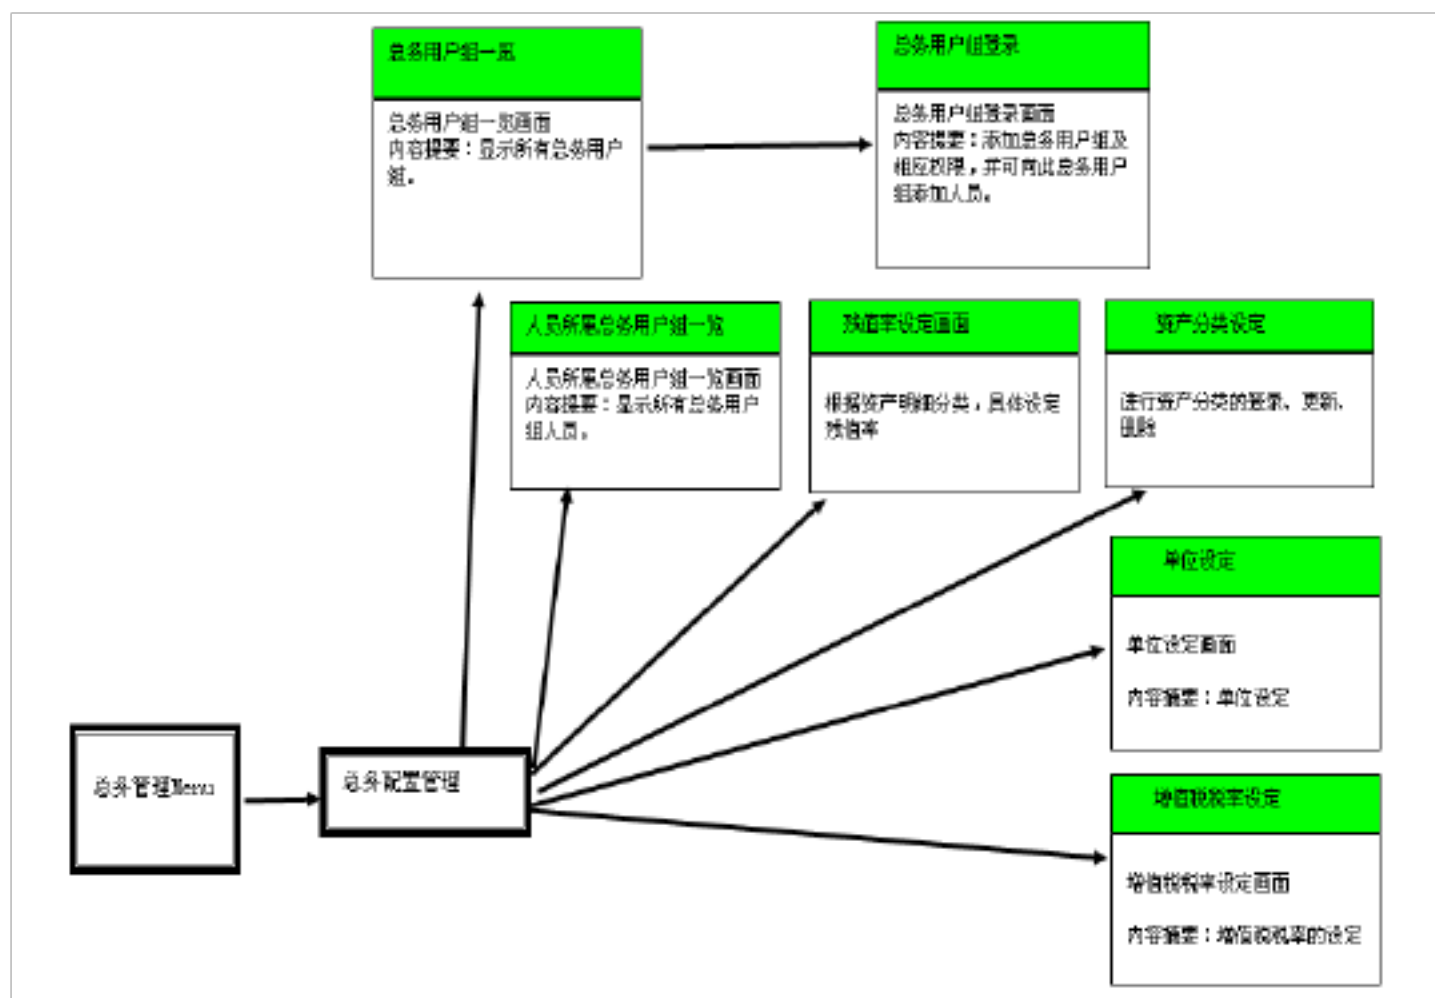 总务用户组一览
总务用户组一览画面
内容提要：显示所有总务用户
组。
总务用户组登录
总务用户组登录画面
内容提要：添加总务用户组及
相应权限，并可向此总务用户
组添加人员。
人员所属总务用户组一览
人员所属总务用户组一览画面
内容提要：显示所有总务用户
组人员。
残值率设定画面
根据资产明细分类，具体设定
残值率
资产分类设定
进行资产分类的登录、更新、
删除
单位设定
单位设定画面
内容摘要：单位设定
总务管理Menu
总务配置管理
增值税税率设定
增值税税率设定画面
内容摘要：增值税税率的设定